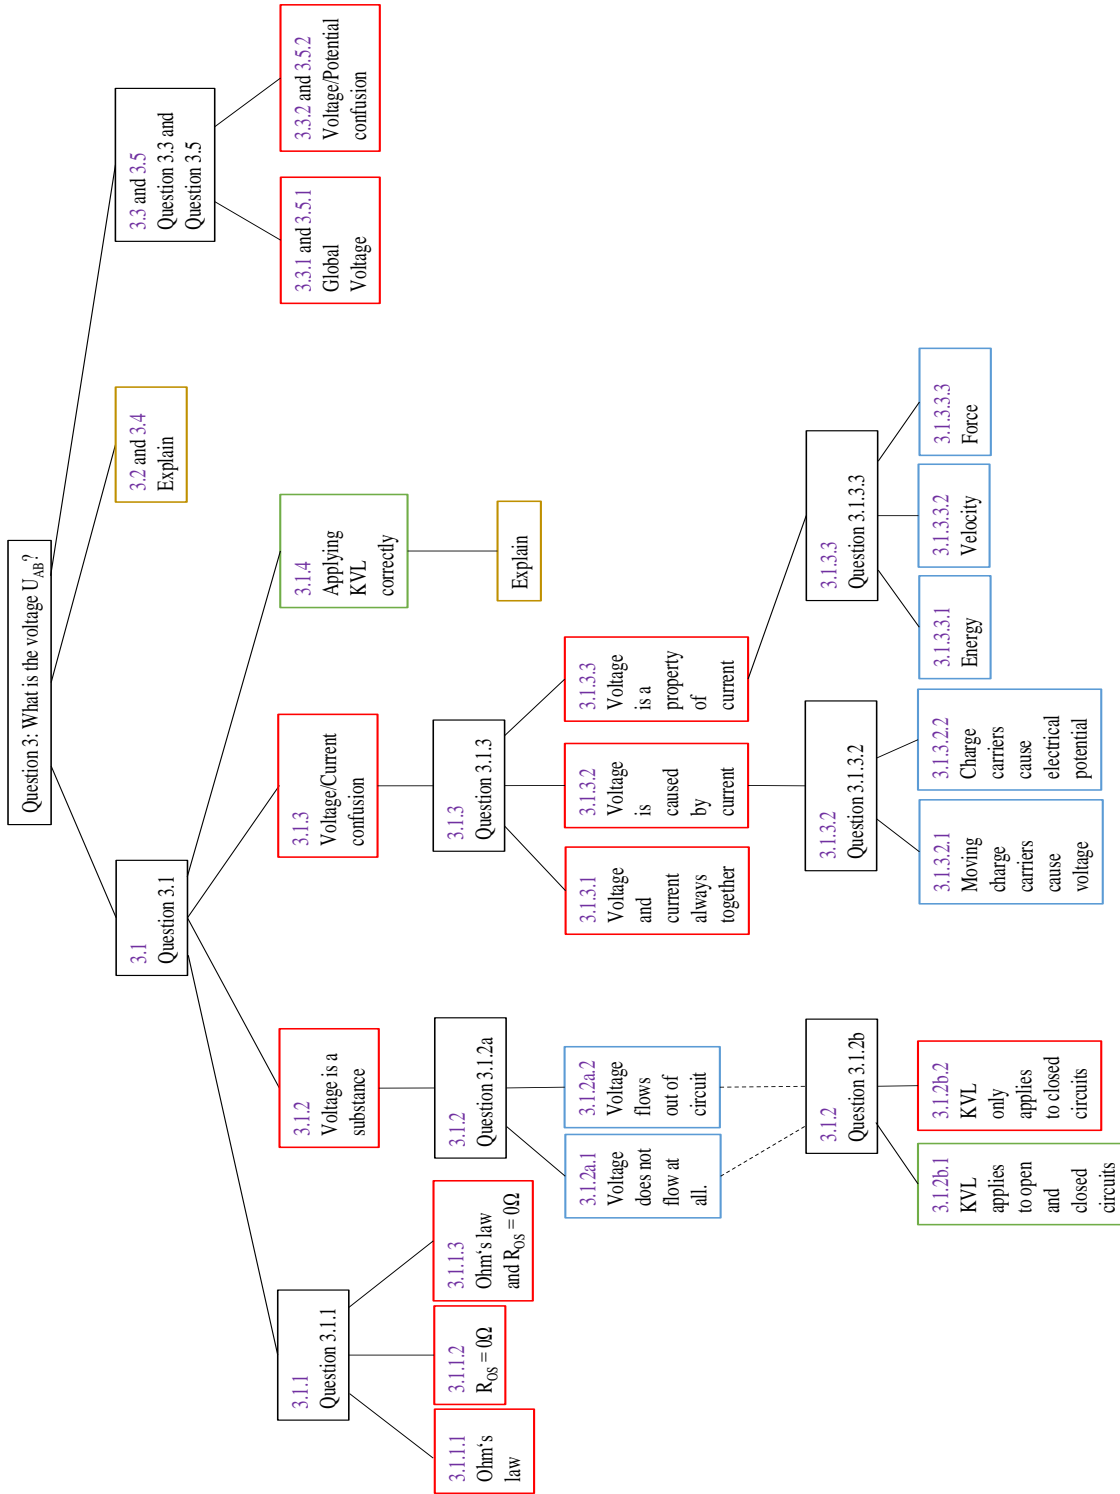 Question 3: What is the voltage U_AB?
3.1
Question 3.1
3.2 and 3.4
Explain
3.3 and 3.5
Question 3.3 and
Question 3.5
3.1.1
Question 3.1.1
3.1.2
Voltage is a
substance
3.1.3
Voltage/Current
confusion
3.1.4
Applying
KVL
correctly
3.3.1 and 3.5.1
Global
Voltage
3.3.2 and 3.5.2
Voltage/Potential
confusion
3.1.1.1
Ohm‘s
law
3.1.1.2
R_OS = 0Ω
3.1.1.3
Ohm‘s law
and R_OS = 0Ω
3.1.2
Question 3.1.2a
3.1.3
Question 3.1.3
Explain
3.1.2a.1
Voltage
does not
flow at
all.
3.1.2a.2
Voltage
flows
out of
circuit
3.1.3.1
Voltage
and
current
always
together
3.1.3.2
Voltage
is
caused
by
current
3.1.3.3
Voltage
is a
property
of
current
3.1.2
Question 3.1.2b
3.1.3.2
Question 3.1.3.2
3.1.3.3
Question 3.1.3.3
3.1.2b.1
KVL
applies
to open
and
closed
circuits
3.1.2b.2
KVL
only
applies
to closed
circuits
3.1.3.2.1
Moving
charge
carriers
cause
voltage
3.1.3.2.2
Charge
carriers
cause
electrical
potential
3.1.3.3.1
Energy
3.1.3.3.2
Velocity
3.1.3.3.3
Force